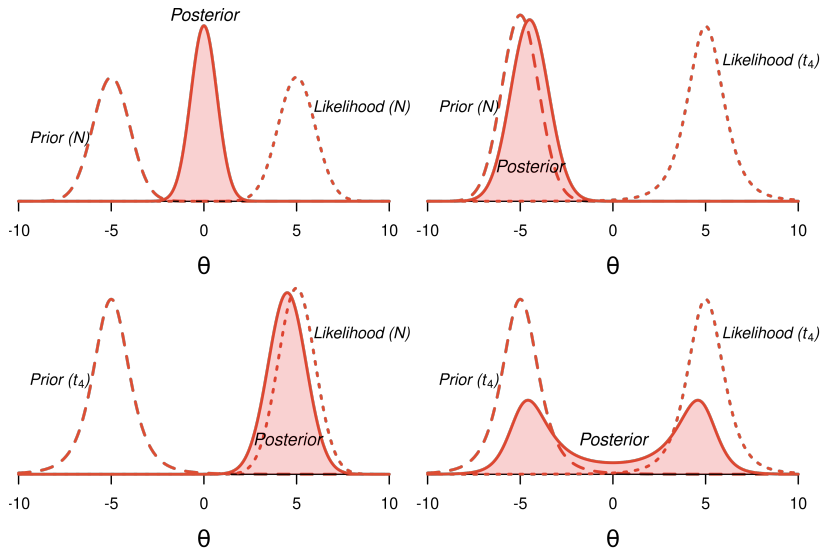 Posterior
Prior (N)
Likelihood (N)
-10 -5 0 5 10
θ
Likelihood (t₄)
Prior (N)
Posterior
-10 -5 0 5 10
θ
Likelihood (N)
Prior (t₄)
Posterior
-10 -5 0 5 10
θ
Likelihood (t₄)
Prior (t₄)
Posterior
-10 -5 0 5 10
θ